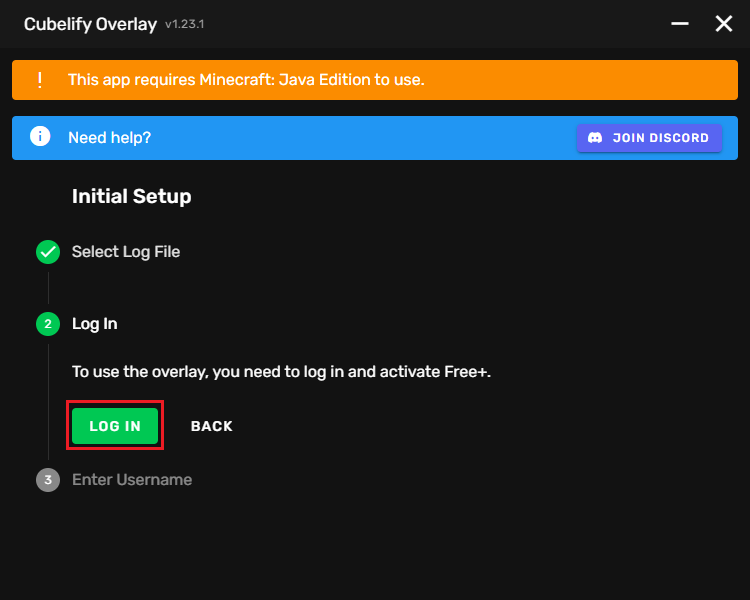 Cubelify Overlay v1.23.1
This app requires Minecraft: Java Edition to use.
Need help?
JOIN DISCORD
Initial Setup
Select Log File
2 Log In
To use the overlay, you need to log in and activate Free+.
LOG IN BACK
3 Enter Username